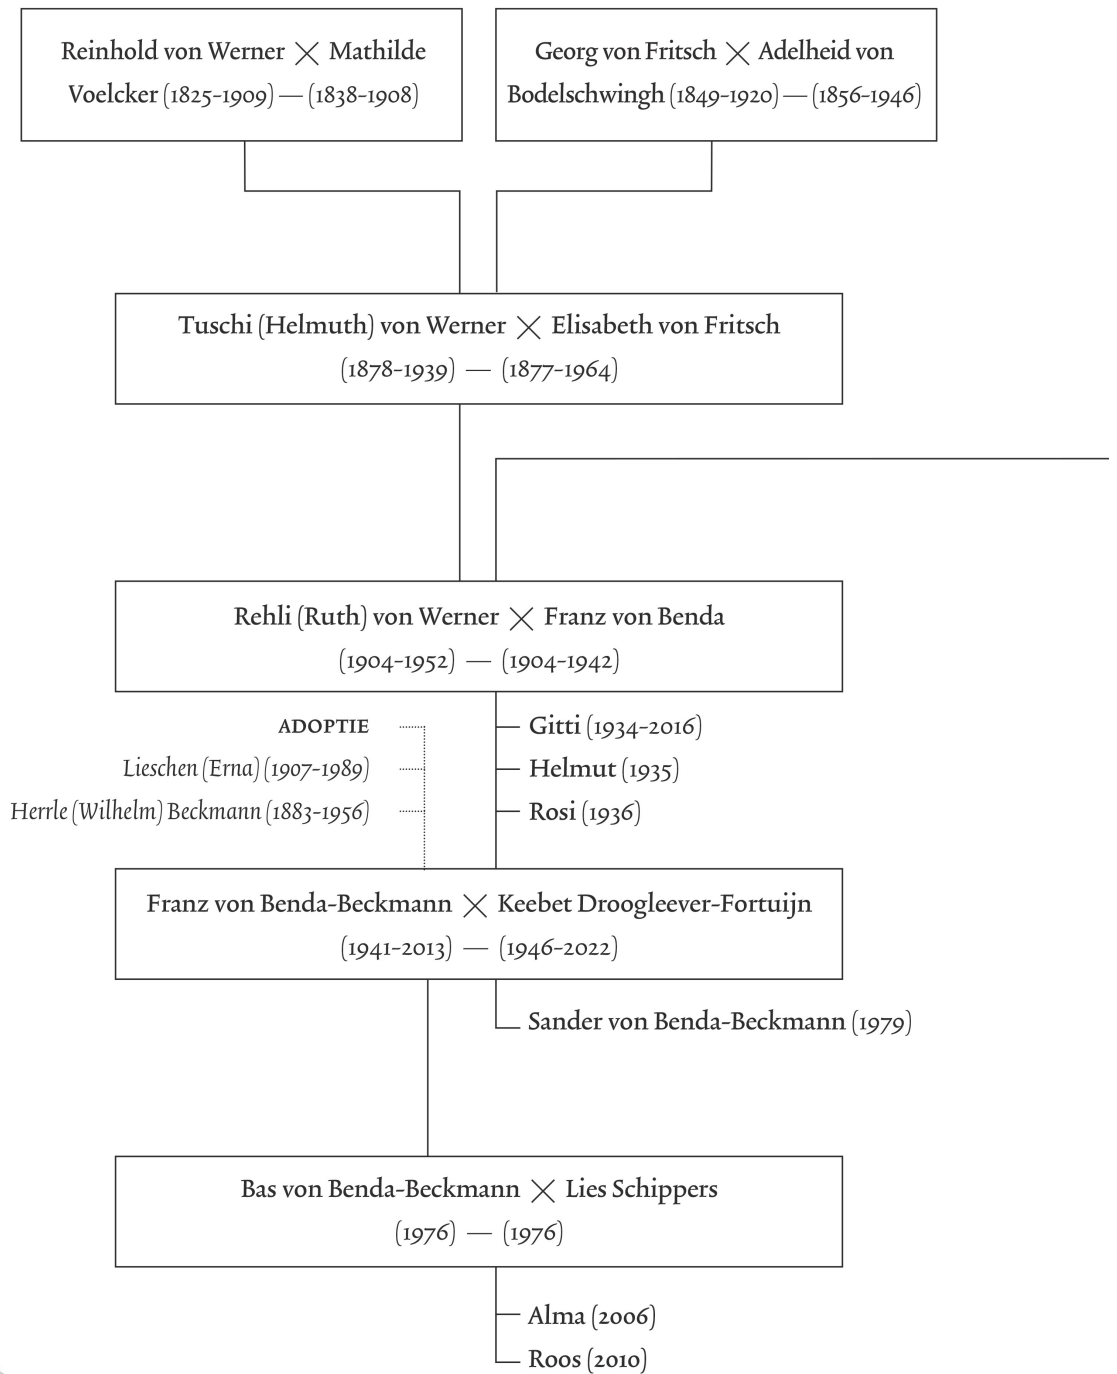 Reinhold von Werner ╳ Mathilde
Voelcker (1825-1909) — (1838-1908)
Georg von Fritsch ╳ Adelheid von
Bodelschwingh (1849-1920) — (1856-1946)
Tuschi (Helmuth) von Werner ╳ Elisabeth von Fritsch
(1878-1939) — (1877-1964)
Rehli (Ruth) von Werner ╳ Franz von Benda
(1904-1952) — (1904-1942)
ADOPTIE
Lieschen (Erna) (1907-1989)
Herrle (Wilhelm) Beckmann (1883-1956)
Gitti (1934-2016)
Helmut (1935)
Rosi (1936)
Franz von Benda-Beckmann ╳ Keebet Droogleever-Fortuijn
(1941-2013) — (1946-2022)
Sander von Benda-Beckmann (1979)
Bas von Benda-Beckmann ╳ Lies Schippers
(1976) — (1976)
Alma (2006)
Roos (2010)